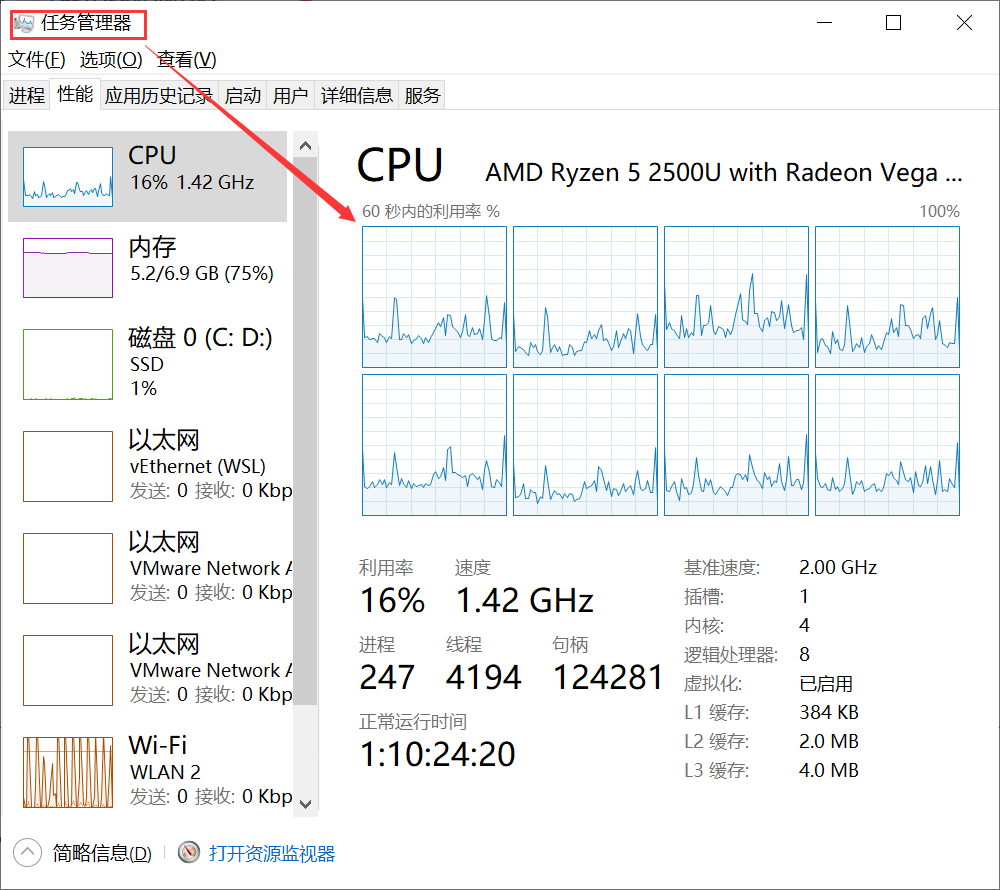 任务管理器
文件(F) 选项(O) 查看(V)
进程 性能 应用历史记录 启动 用户 详细信息 服务
CPU
16% 1.42 GHz
内存
5.2/6.9 GB (75%)
磁盘 0 (C: D:)
SSD
1%
以太网
vEthernet (WSL)
发送: 0 接收: 0 Kbp
以太网
VMware Network A
发送: 0 接收: 0 Kbp
以太网
VMware Network A
发送: 0 接收: 0 Kbp
Wi-Fi
WLAN 2
发送: 0 接收: 0 Kbp
CPU AMD Ryzen 5 2500U with Radeon Vega ...
60 秒内的利用率 % 100%
利用率 速度
16% 1.42 GHz
进程 线程 句柄
247 4194 124281
正常运行时间
1:10:24:20
基准速度: 2.00 GHz
插槽: 1
内核: 4
逻辑处理器: 8
虚拟化: 已启用
L1 缓存: 384 KB
L2 缓存: 2.0 MB
L3 缓存: 4.0 MB
简略信息(D) 打开资源监视器